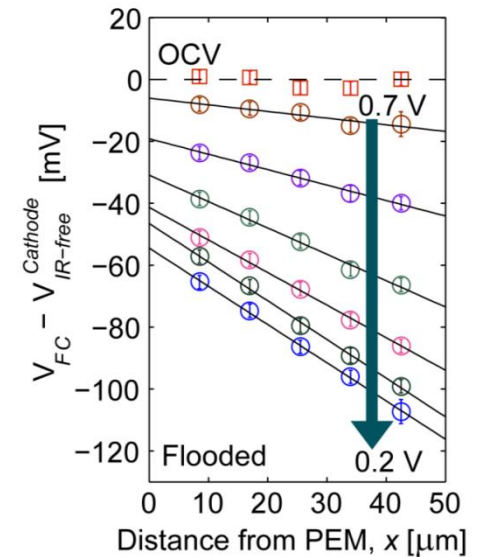 20
0
−20
−40
−60
−80
−100
−120
V_FC − V_IR−free^Cathode [mV]
OCV
0.7 V
0.2 V
Flooded
0 10 20 30 40 50
Distance from PEM, x [μm]